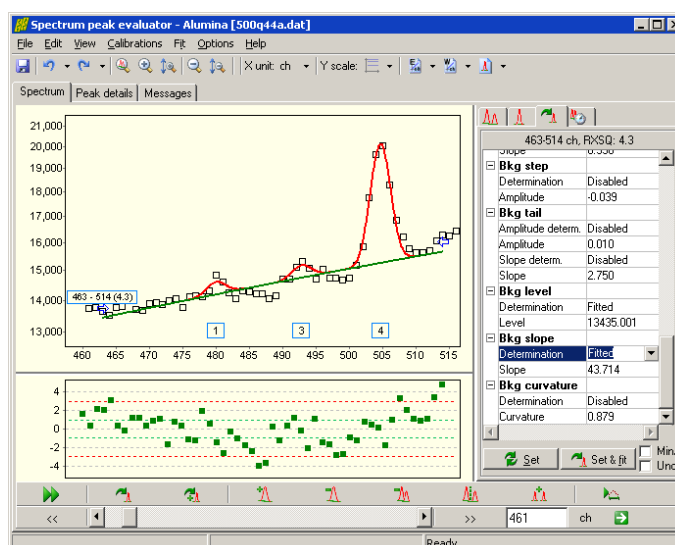 Spectrum peak evaluator - Alumina [500q44a.dat]
File Edit View Calibrations Fit Options Help
X unit: ch Y scale:
Spectrum Peak details Messages
463-514 ch, RXSQ: 4.3
Slope 0.550
Bkg step
Determination Disabled
Amplitude -0.039
Bkg tail
Amplitude determ. Disabled
Amplitude 0.010
Slope determ. Disabled
Slope 2.750
Bkg level
Determination Fitted
Level 13435.001
Bkg slope
Determination Fitted
Slope 43.714
Bkg curvature
Determination Disabled
Curvature 0.879
Set Set & fit Min.
Unc
21,000
20,000
19,000
18,000
17,000
16,000
15,000
14,000
13,000
463 - 514 (4.3)
1 3 4
460 465 470 475 480 485 490 495 500 505 510 515
4
2
0
-2
-4
<< >> 461 ch
Ready